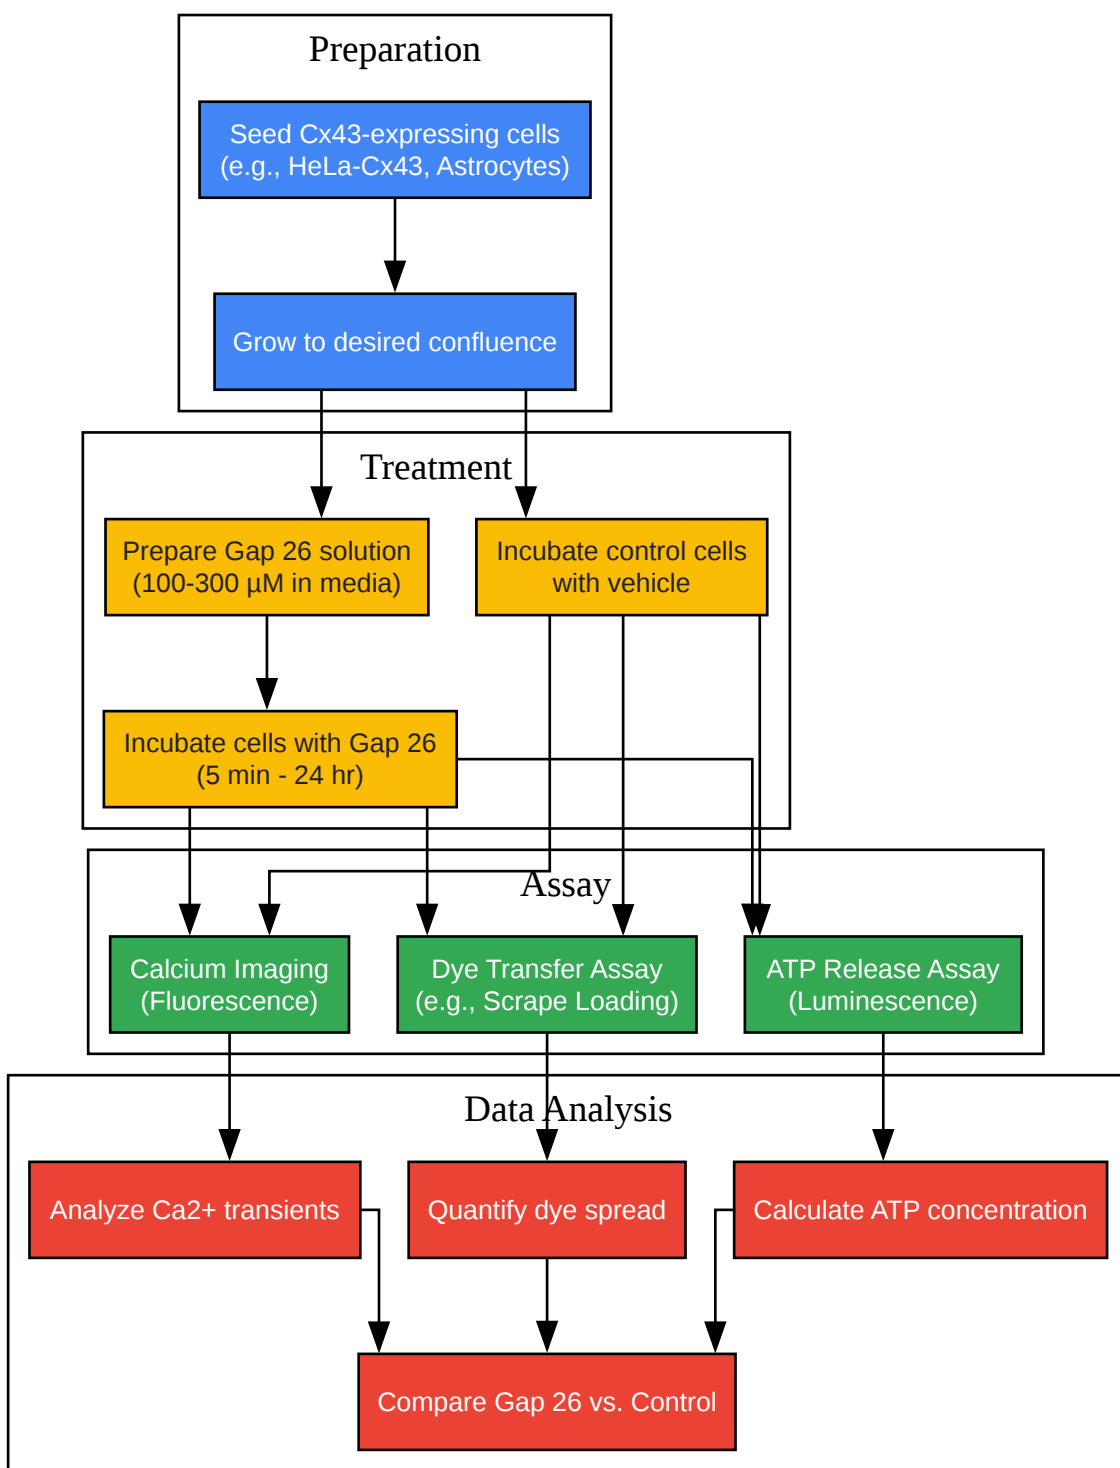 Preparation
Seed Cx43-expressing cells
(e.g., HeLa-Cx43, Astrocytes)
Grow to desired confluence
Treatment
Prepare Gap 26 solution
(100-300 µM in media)
Incubate control cells
with vehicle
Incubate cells with Gap 26
(5 min - 24 hr)
Assay
Calcium Imaging
(Fluorescence)
Dye Transfer Assay
(e.g., Scrape Loading)
ATP Release Assay
(Luminescence)
Data Analysis
Analyze Ca2+ transients
Quantify dye spread
Calculate ATP concentration
Compare Gap 26 vs. Control